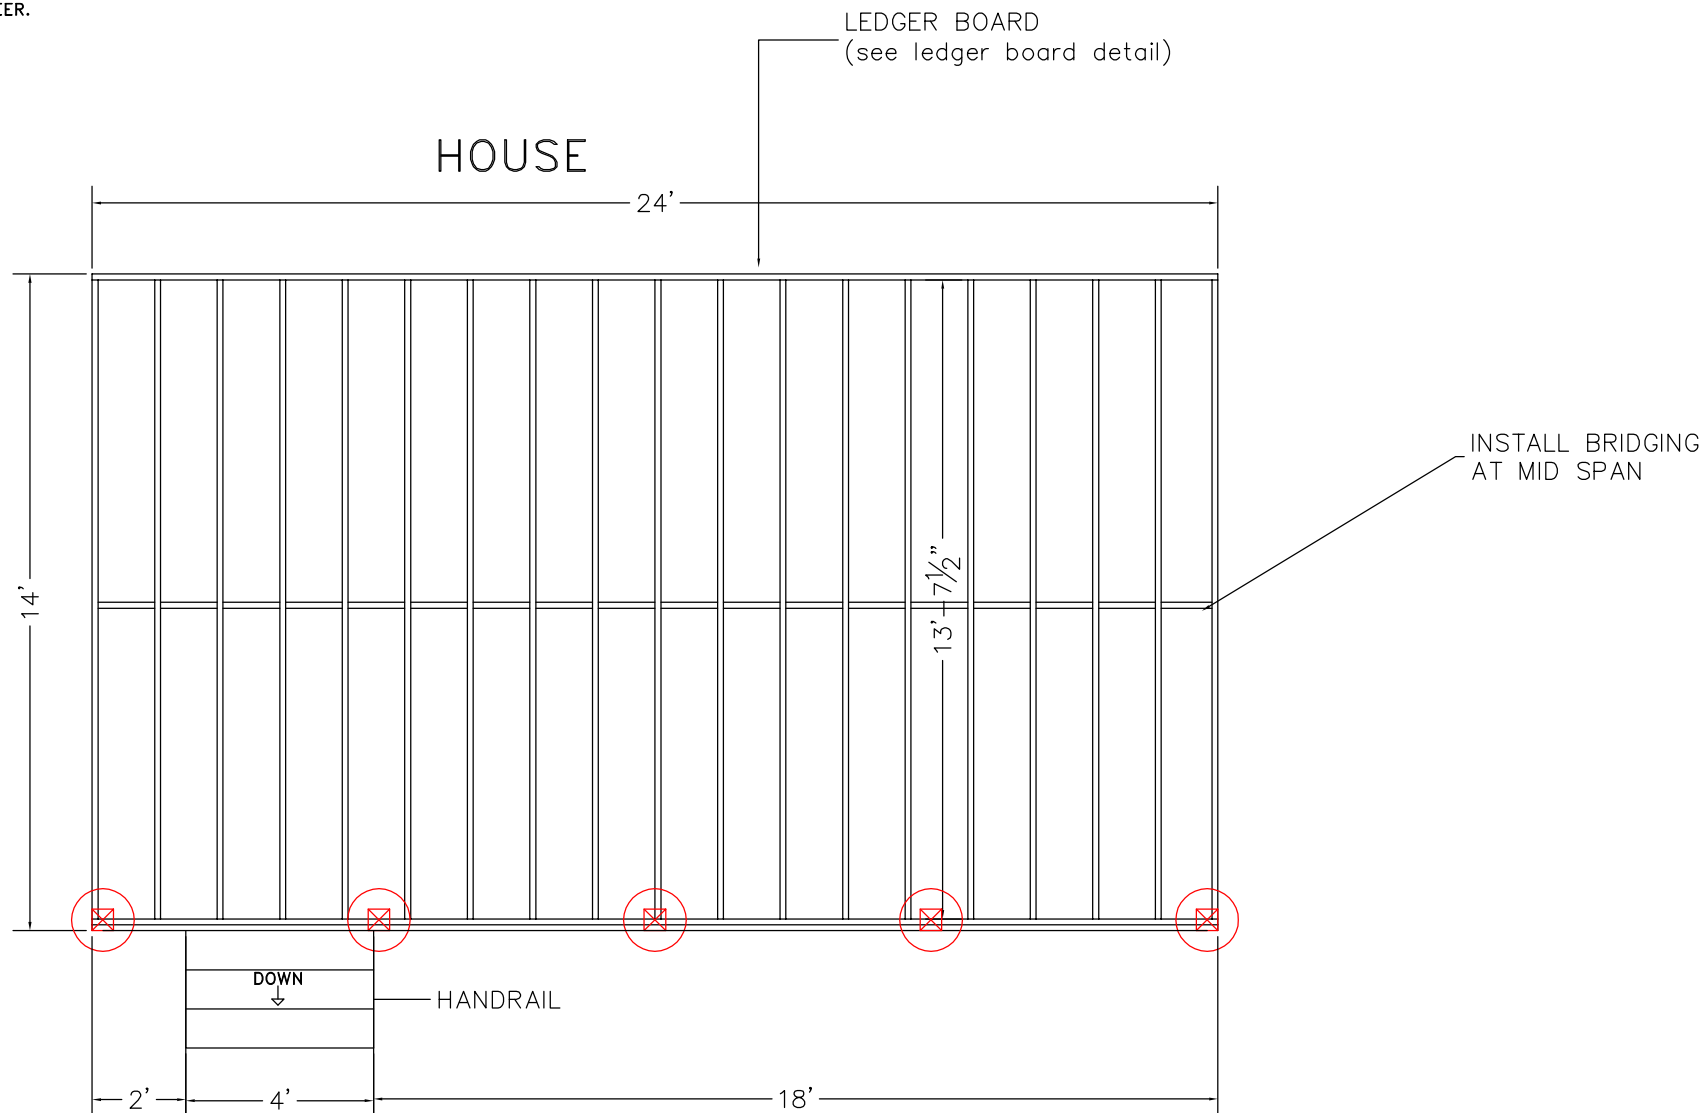 LEDGER BOARD
(see ledger board detail)
HOUSE
24'
INSTALL BRIDGING
AT MID SPAN
14'
13'-7½"
DOWN
HANDRAIL
2'
4'
18'